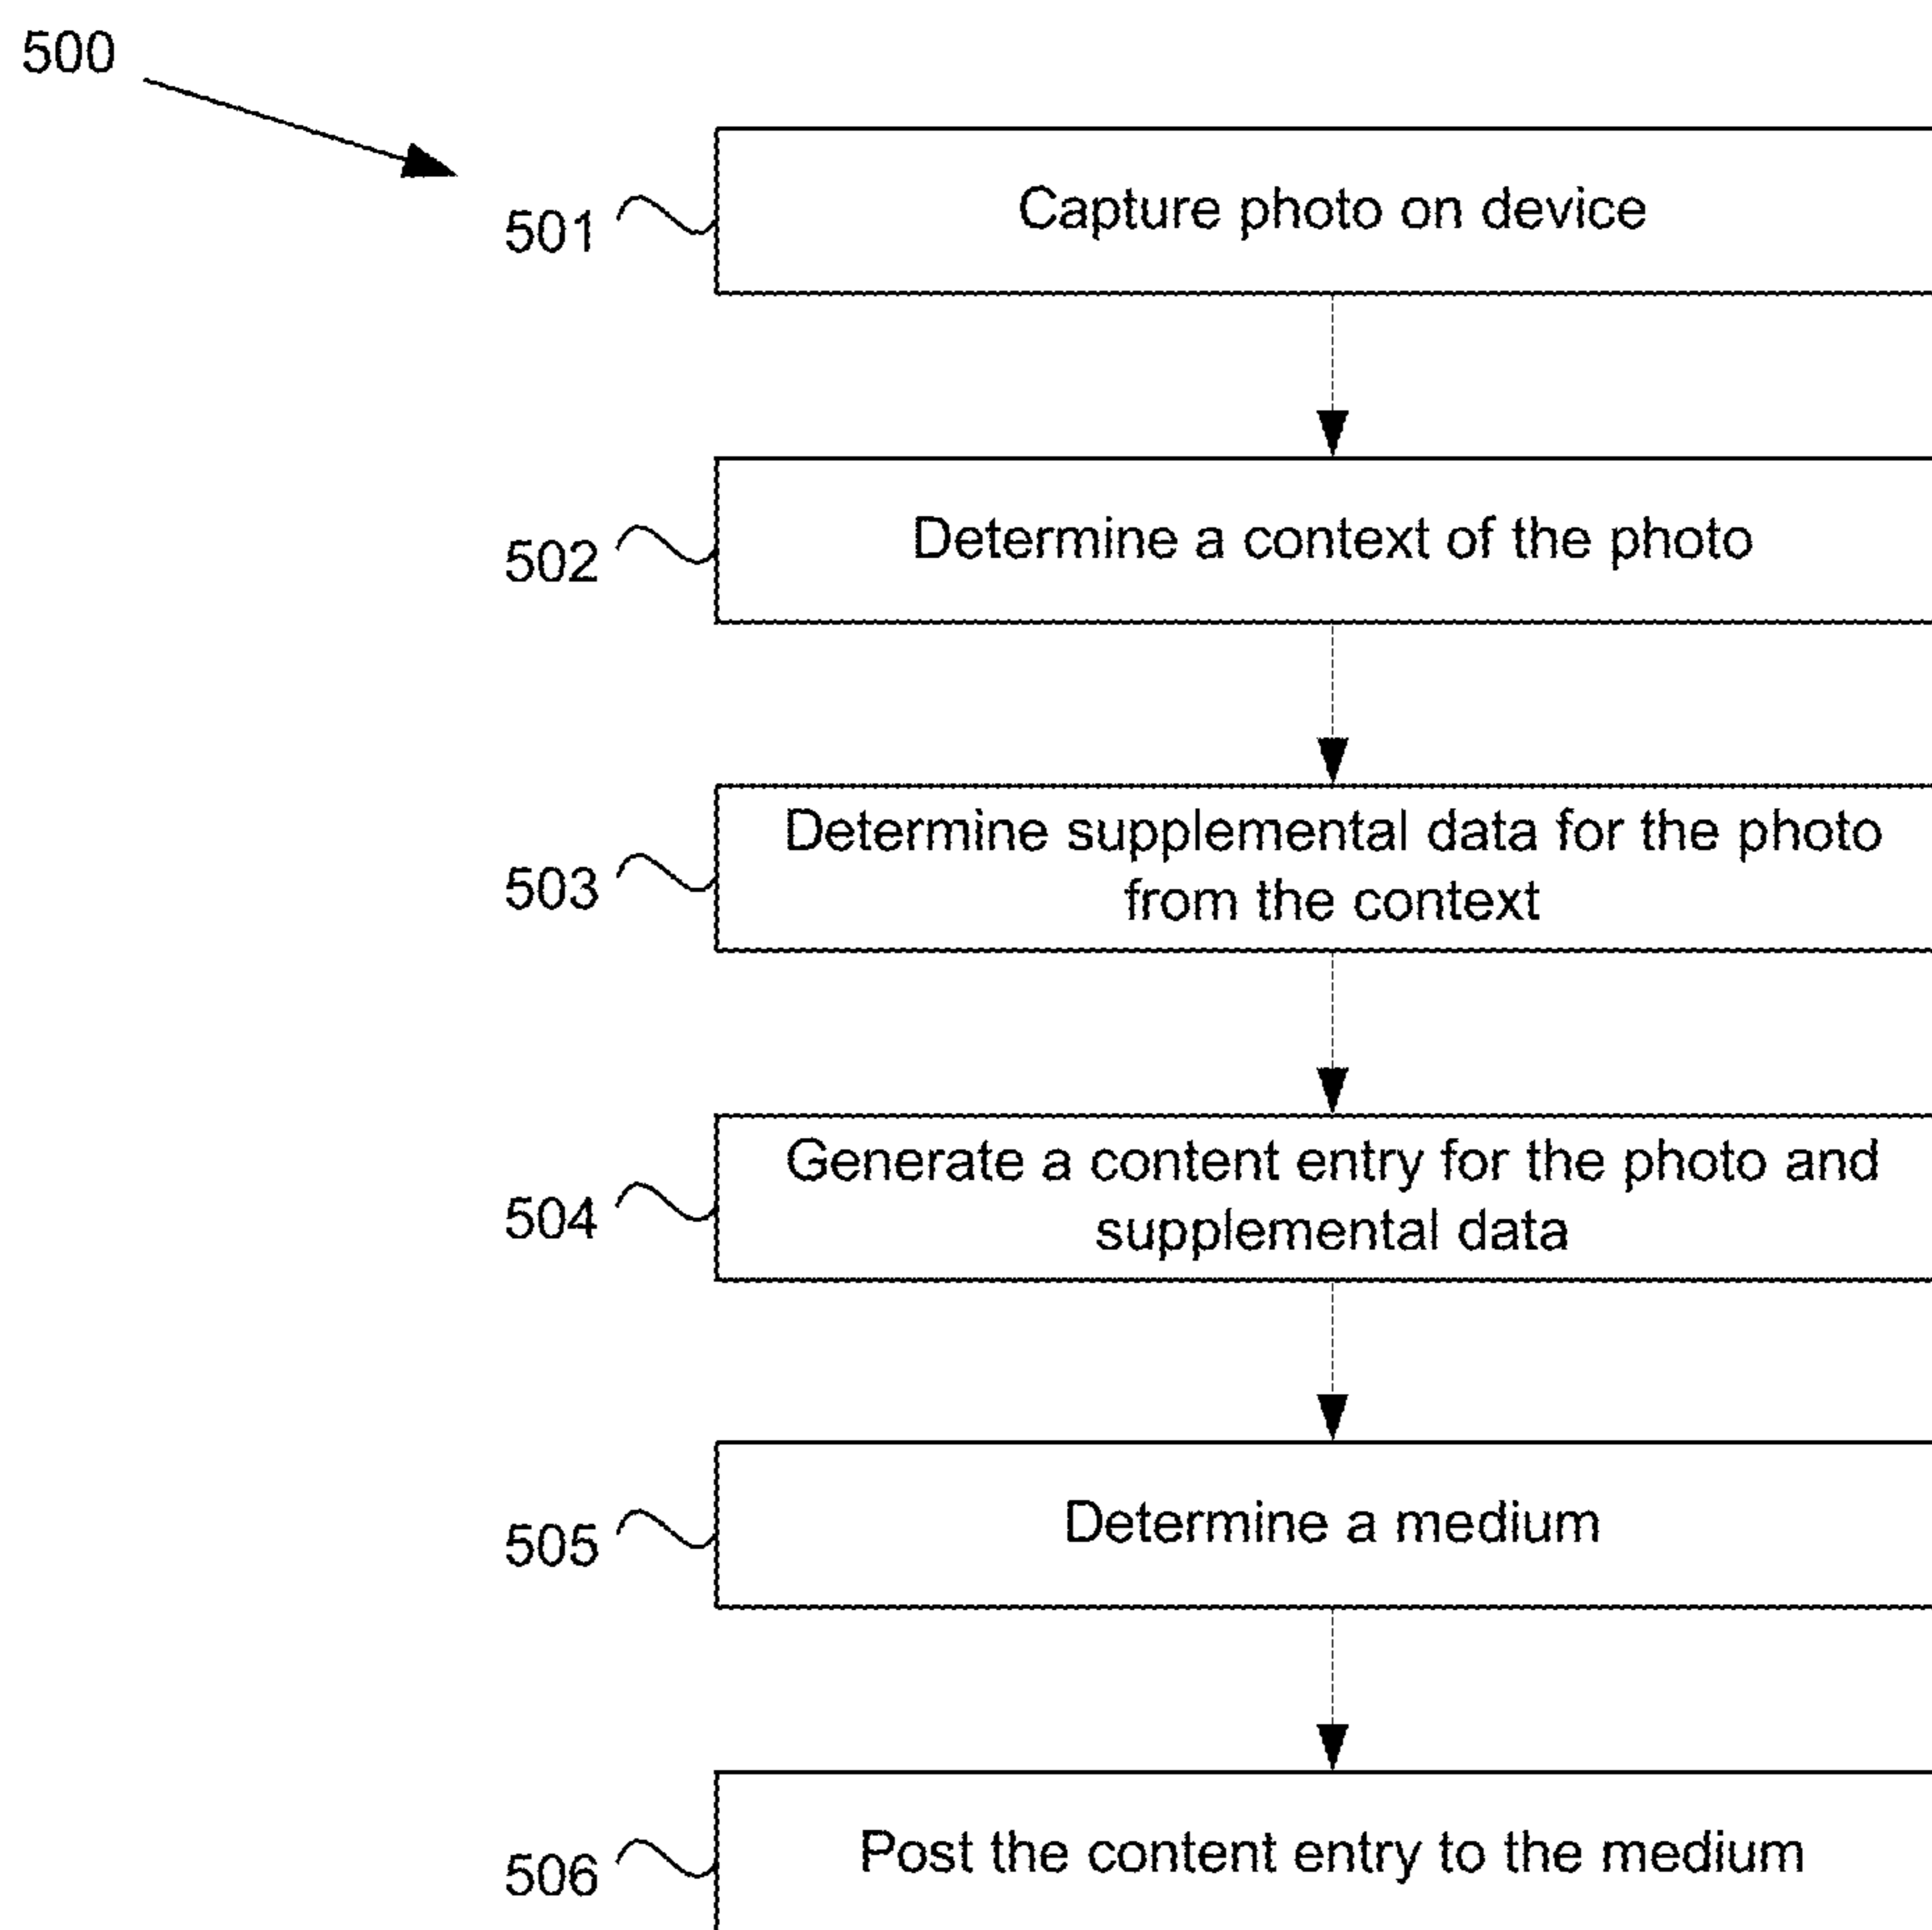 500
501
Capture photo on device
502
Determine a context of the photo
503
Determine supplemental data for the photo
from the context
504
Generate a content entry for the photo and
supplemental data
505
Determine a medium
506
Post the content entry to the medium